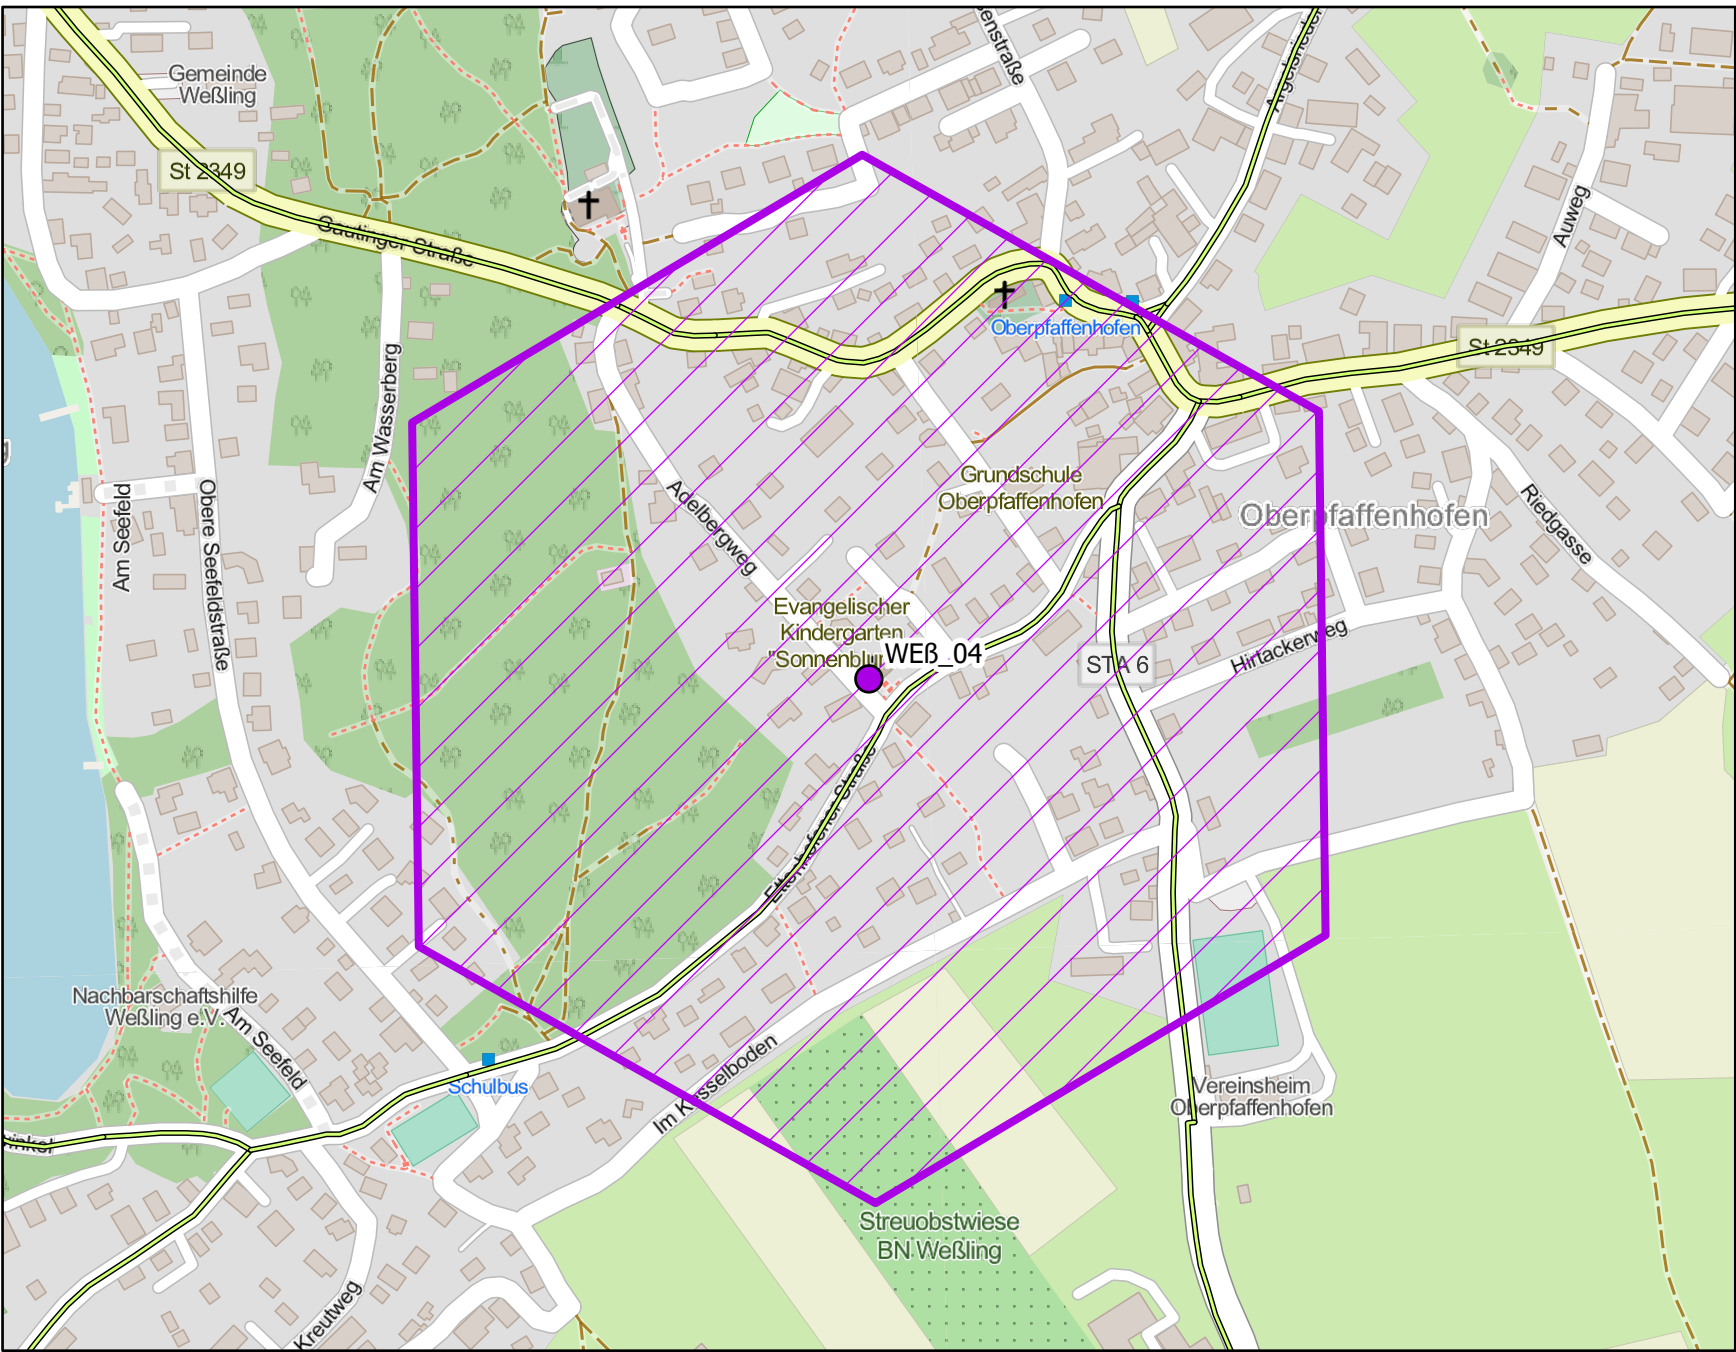 Gemeinde
Weßling
St 2349
Gautinger Straße
Oberpfaffenhofen
St 2349
Auweg
Am Wasserberg
Am Seefeld
Obere Seefeldstraße
Adelbergweg
Grundschule
Oberpfaffenhofen
Oberpfaffenhofen
Riedgasse
Evangelischer
Kindergarten
WEß_04
STA 6
Hirtackerweg
Ettenhofener Straße
Nachbarschaftshilfe
Weßling e.V.
Am Seefeld
Schulbus
Im Kesselboden
Vereinsheim
Oberpfaffenhofen
Streuobstwiese
BN Weßling
Kreutweg